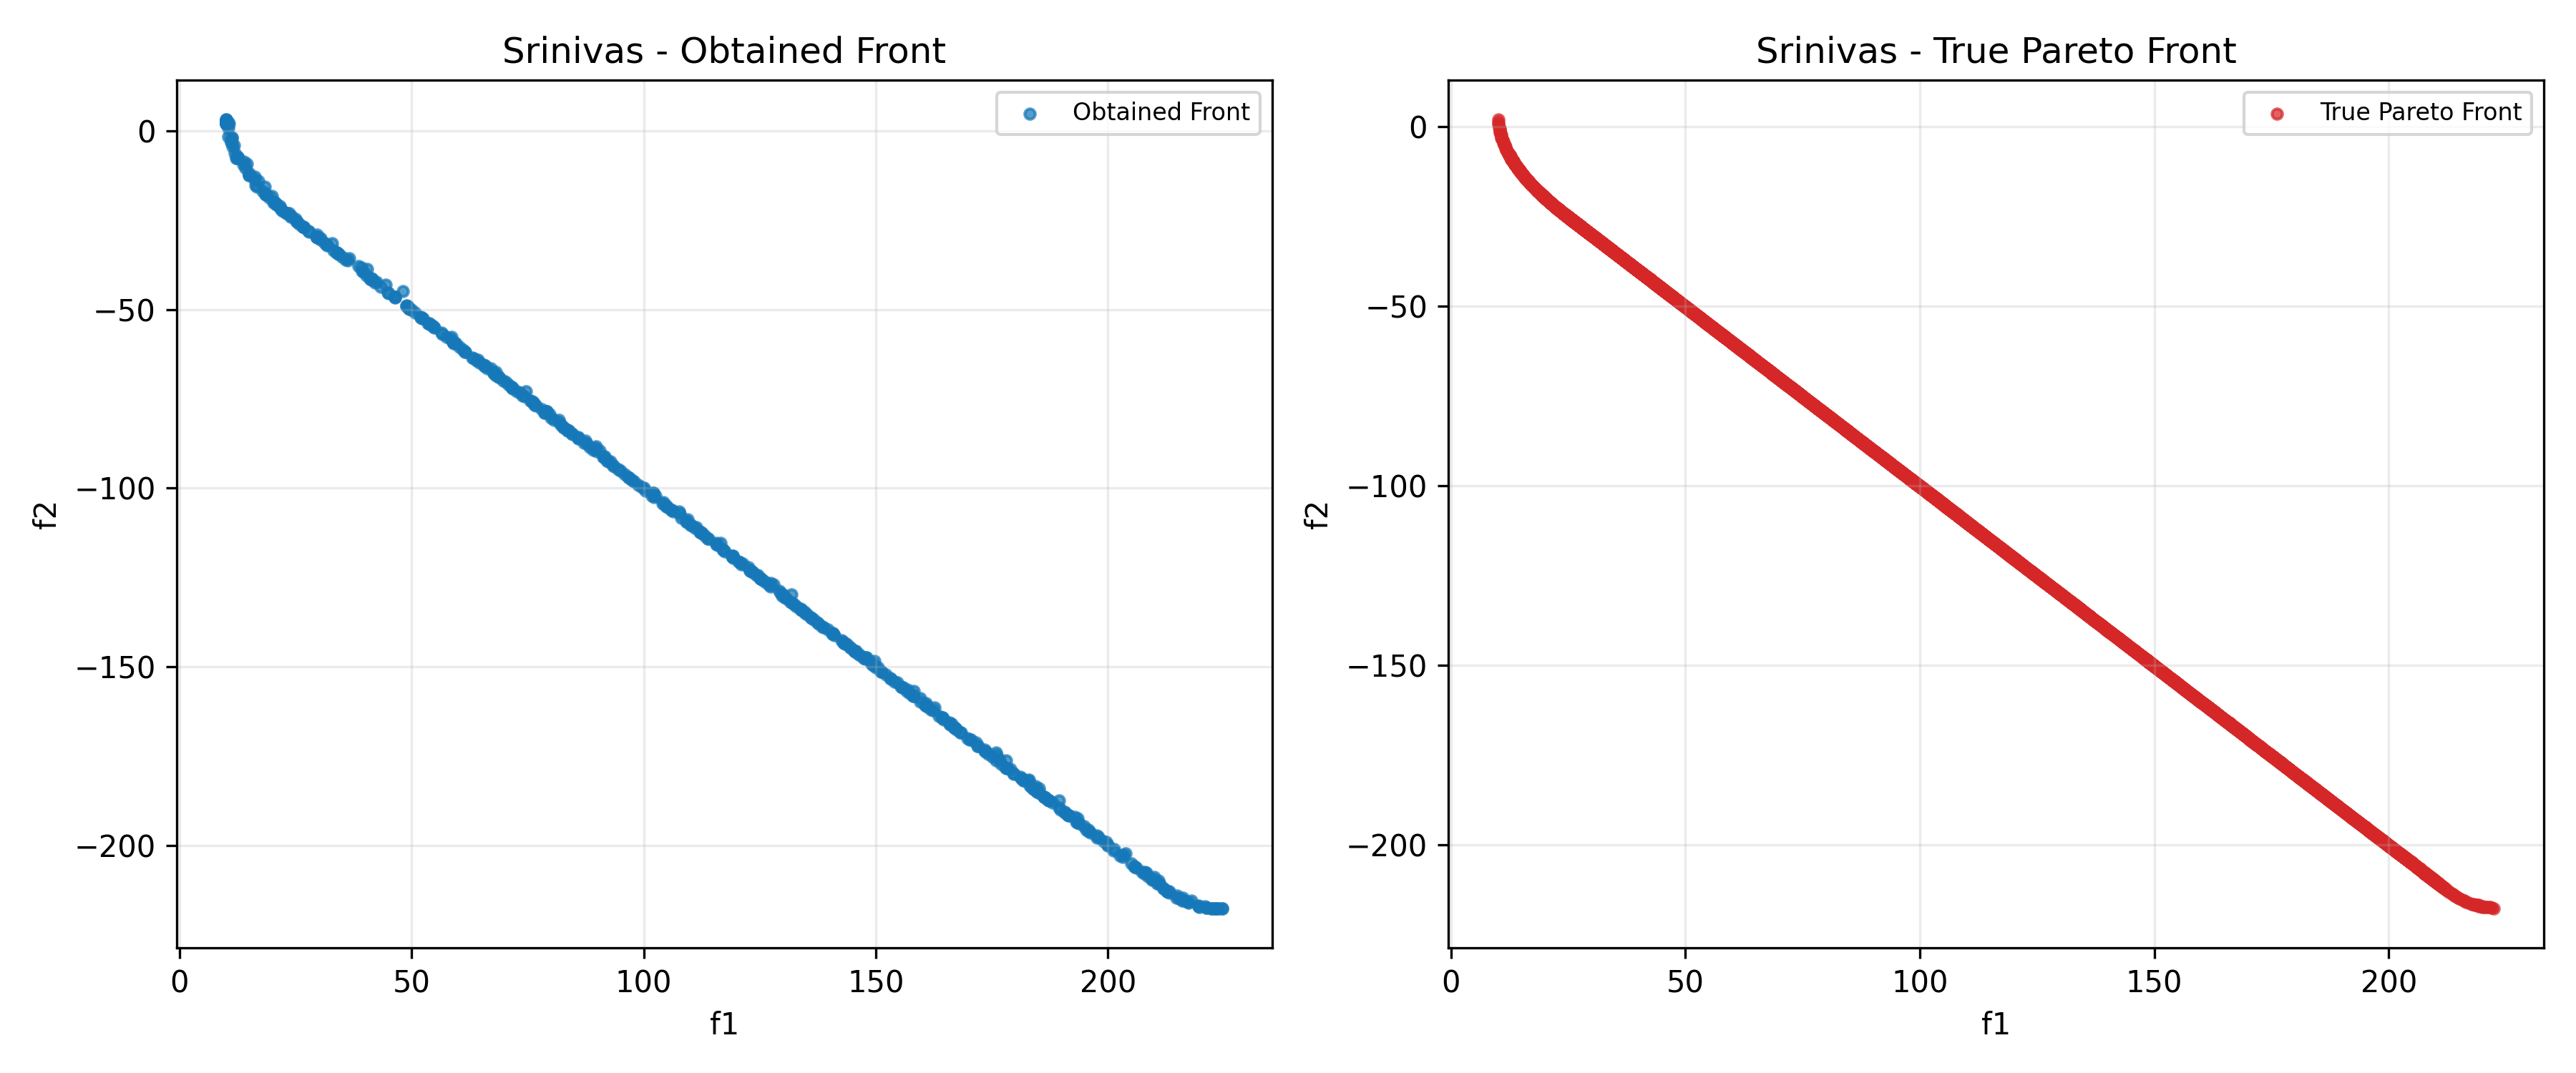 Srinivas - Obtained Front
Obtained Front
0
−50
−100
−150
−200
f2
0
50
100
150
200
f1
Srinivas - True Pareto Front
True Pareto Front
0
−50
−100
−150
−200
f2
0
50
100
150
200
f1